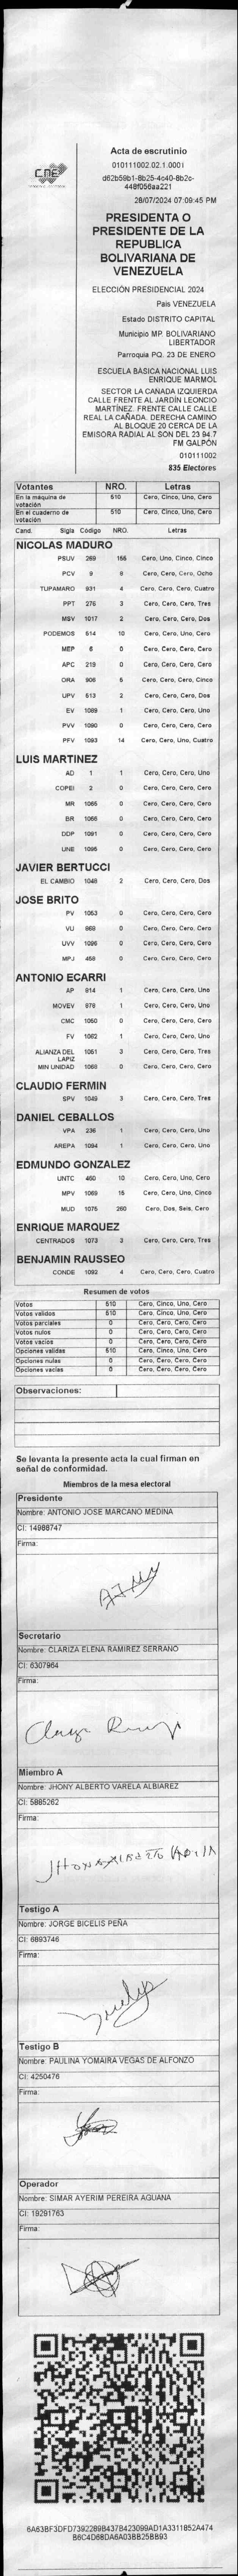 CNE
Acta de escrutinio
010111002.02.1.0001
d62b59b1-8b25-4c40-8b2c-
448f056aa221
28/07/2024 07:09:45 PM
PRESIDENTA O
PRESIDENTE DE LA
REPUBLICA
BOLIVARIANA DE
VENEZUELA
ELECCIÓN PRESIDENCIAL 2024
País VENEZUELA
Estado DISTRITO CAPITAL
Municipio MP. BOLIVARIANO
LIBERTADOR
Parroquia PQ. 23 DE ENERO
ESCUELA BÁSICA NACIONAL LUIS
ENRIQUE MARMOL
SECTOR LA CAÑADA IZQUIERDA
CALLE FRENTE AL JARDÍN LEONCIO
MARTÍNEZ. FRENTE CALLE CALLE
REAL LA CAÑADA. DERECHA CAMINO
AL BLOQUE 20 CERCA DE LA
EMISORA RADIAL AL SON DEL 23 94.7
FM GALPÓN
010111002
835 Electores
Votantes NRO. Letras
En la máquina de votación 510 Cero, Cinco, Uno, Cero
En el cuaderno de votación 510 Cero, Cinco, Uno, Cero
Cand. Sigla Código NRO. Letras
NICOLAS MADURO
PSUV 269 155 Cero, Uno, Cinco, Cinco
PCV 9 8 Cero, Cero, Cero, Ocho
TUPAMARO 931 4 Cero, Cero, Cero, Cuatro
PPT 276 3 Cero, Cero, Cero, Tres
MSV 1017 2 Cero, Cero, Cero, Dos
PODEMOS 514 10 Cero, Cero, Uno, Cero
MEP 6 0 Cero, Cero, Cero, Cero
APC 219 0 Cero, Cero, Cero, Cero
ORA 906 5 Cero, Cero, Cero, Cinco
UPV 513 2 Cero, Cero, Cero, Dos
EV 1089 1 Cero, Cero, Cero, Uno
PVV 1090 0 Cero, Cero, Cero, Cero
PFV 1093 14 Cero, Cero, Uno, Cuatro
LUIS MARTINEZ
AD 1 1 Cero, Cero, Cero, Uno
COPEI 2 0 Cero, Cero, Cero, Cero
MR 1065 0 Cero, Cero, Cero, Cero
BR 1066 0 Cero, Cero, Cero, Cero
DDP 1091 0 Cero, Cero, Cero, Cero
UNE 1095 0 Cero, Cero, Cero, Cero
JAVIER BERTUCCI
EL CAMBIO 1048 2 Cero, Cero, Cero, Dos
JOSE BRITO
PV 1053 0 Cero, Cero, Cero, Cero
VU 969 0 Cero, Cero, Cero, Cero
UVV 1096 0 Cero, Cero, Cero, Cero
MPJ 458 0 Cero, Cero, Cero, Cero
ANTONIO ECARRI
AP 914 1 Cero, Cero, Cero, Uno
MOVEV 978 1 Cero, Cero, Cero, Uno
CMC 1050 0 Cero, Cero, Cero, Cero
FV 1062 1 Cero, Cero, Cero, Uno
ALIANZA DEL LAPIZ 1051 3 Cero, Cero, Cero, Tres
MIN UNIDAD 1068 0 Cero, Cero, Cero, Cero
CLAUDIO FERMIN
SPV 1049 3 Cero, Cero, Cero, Tres
DANIEL CEBALLOS
VPA 236 1 Cero, Cero, Cero, Uno
AREPA 1094 1 Cero, Cero, Cero, Uno
EDMUNDO GONZALEZ
UNTC 460 10 Cero, Cero, Uno, Cero
MPV 1069 15 Cero, Cero, Uno, Cinco
MUD 1075 260 Cero, Dos, Seis, Cero
ENRIQUE MARQUEZ
CENTRADOS 1073 3 Cero, Cero, Cero, Tres
BENJAMIN RAUSSEO
CONDE 1092 4 Cero, Cero, Cero, Cuatro
Resumen de votos
Votos 510 Cero, Cinco, Uno, Cero
Votos validos 510 Cero, Cinco, Uno, Cero
Votos parciales 0 Cero, Cero, Cero, Cero
Votos nulos 0 Cero, Cero, Cero, Cero
Votos vacios 0 Cero, Cero, Cero, Cero
Opciones validas 510 Cero, Cinco, Uno, Cero
Opciones nulas 0 Cero, Cero, Cero, Cero
Opciones vacias 0 Cero, Cero, Cero, Cero
Observaciones:
Se levanta la presente acta la cual firman en
señal de conformidad.
Miembros de la mesa electoral
Presidente
Nombre: ANTONIO JOSE MARCANO MEDINA
CI: 14988747
Firma:
Secretario
Nombre: CLARIZA ELENA RAMIREZ SERRANO
CI: 6307964
Firma:
Miembro A
Nombre: JHONY ALBERTO VARELA ALBIAREZ
CI: 5885262
Firma:
Testigo A
Nombre: JORGE BICELIS PEÑA
CI: 6893746
Firma:
Testigo B
Nombre: PAULINA YOMAIRA VEGAS DE ALFONZO
CI: 4250476
Firma:
Operador
Nombre: SIMAR AYERIM PEREIRA AGUANA
CI: 19291763
Firma:
6A63BF3DFD7392289B437B423099AD1A3311852A474
B6C4D68DA6A03BB25BB93